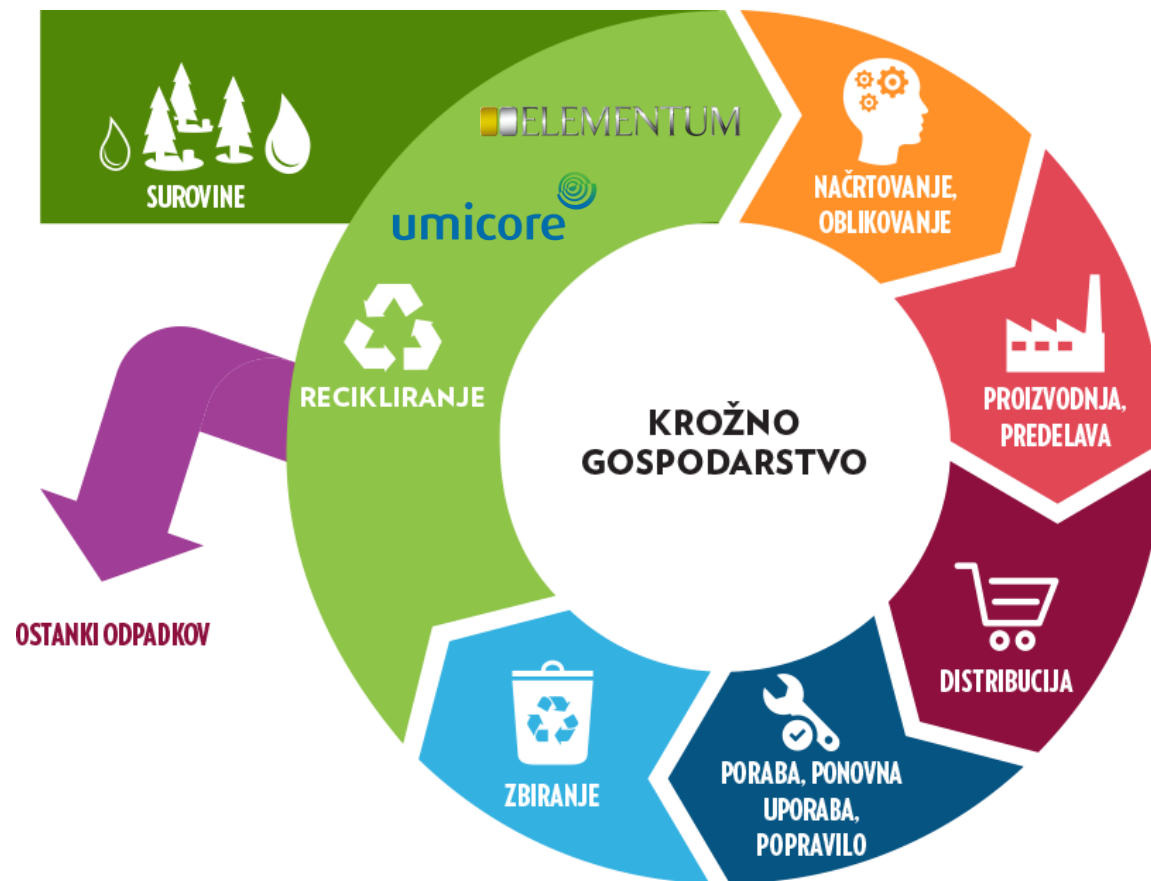 SUROVINE
ELEMENTUM
umicore
RECIKLIRANJE
NAČRTOVANJE,
OBLIKOVANJE
PROIZVODNJA,
PREDELAVA
DISTRIBUCIJA
PORABA, PONOVNA
UPORABA,
POPRAVILO
ZBIRANJE
OSTANKI ODPADKOV
KROŽNO
GOSPODARSTVO